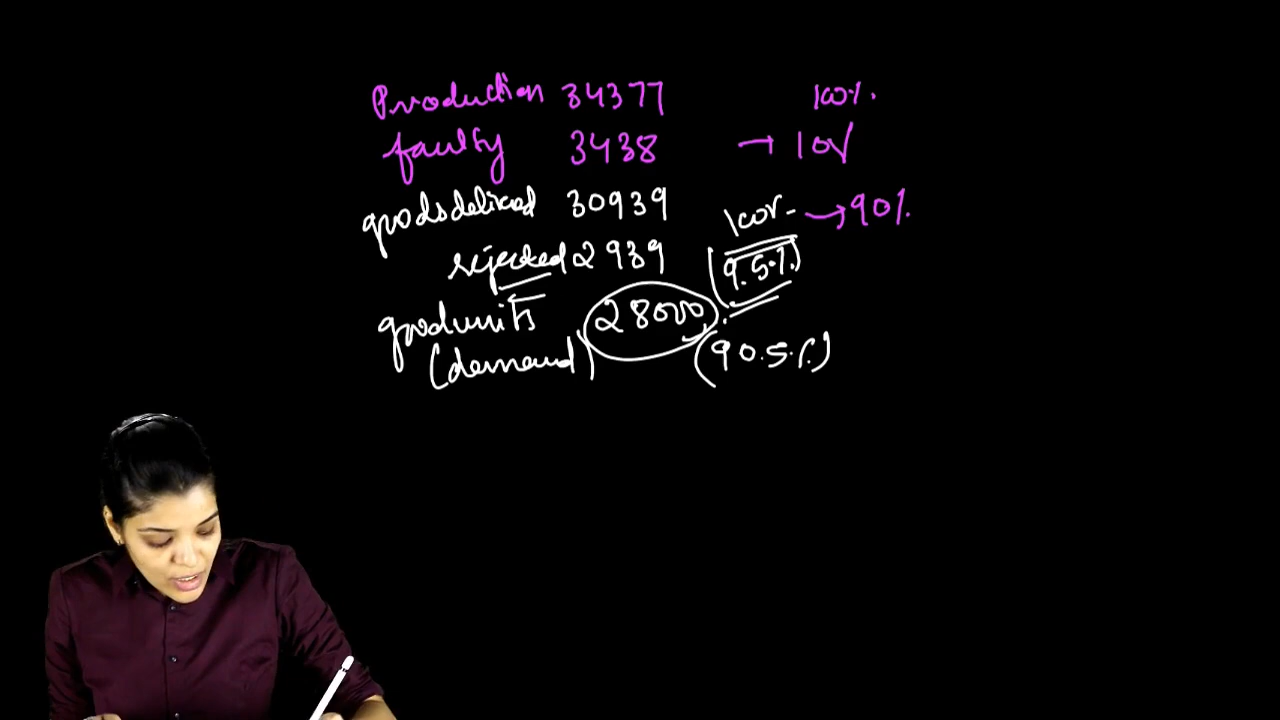 Production 34377 100%.
faulty 3438 → 10%
goods delived 30939 100%. → 90%.
rejected 2939 (9.5%.)
good units 28000
(demand) (90.5%.)